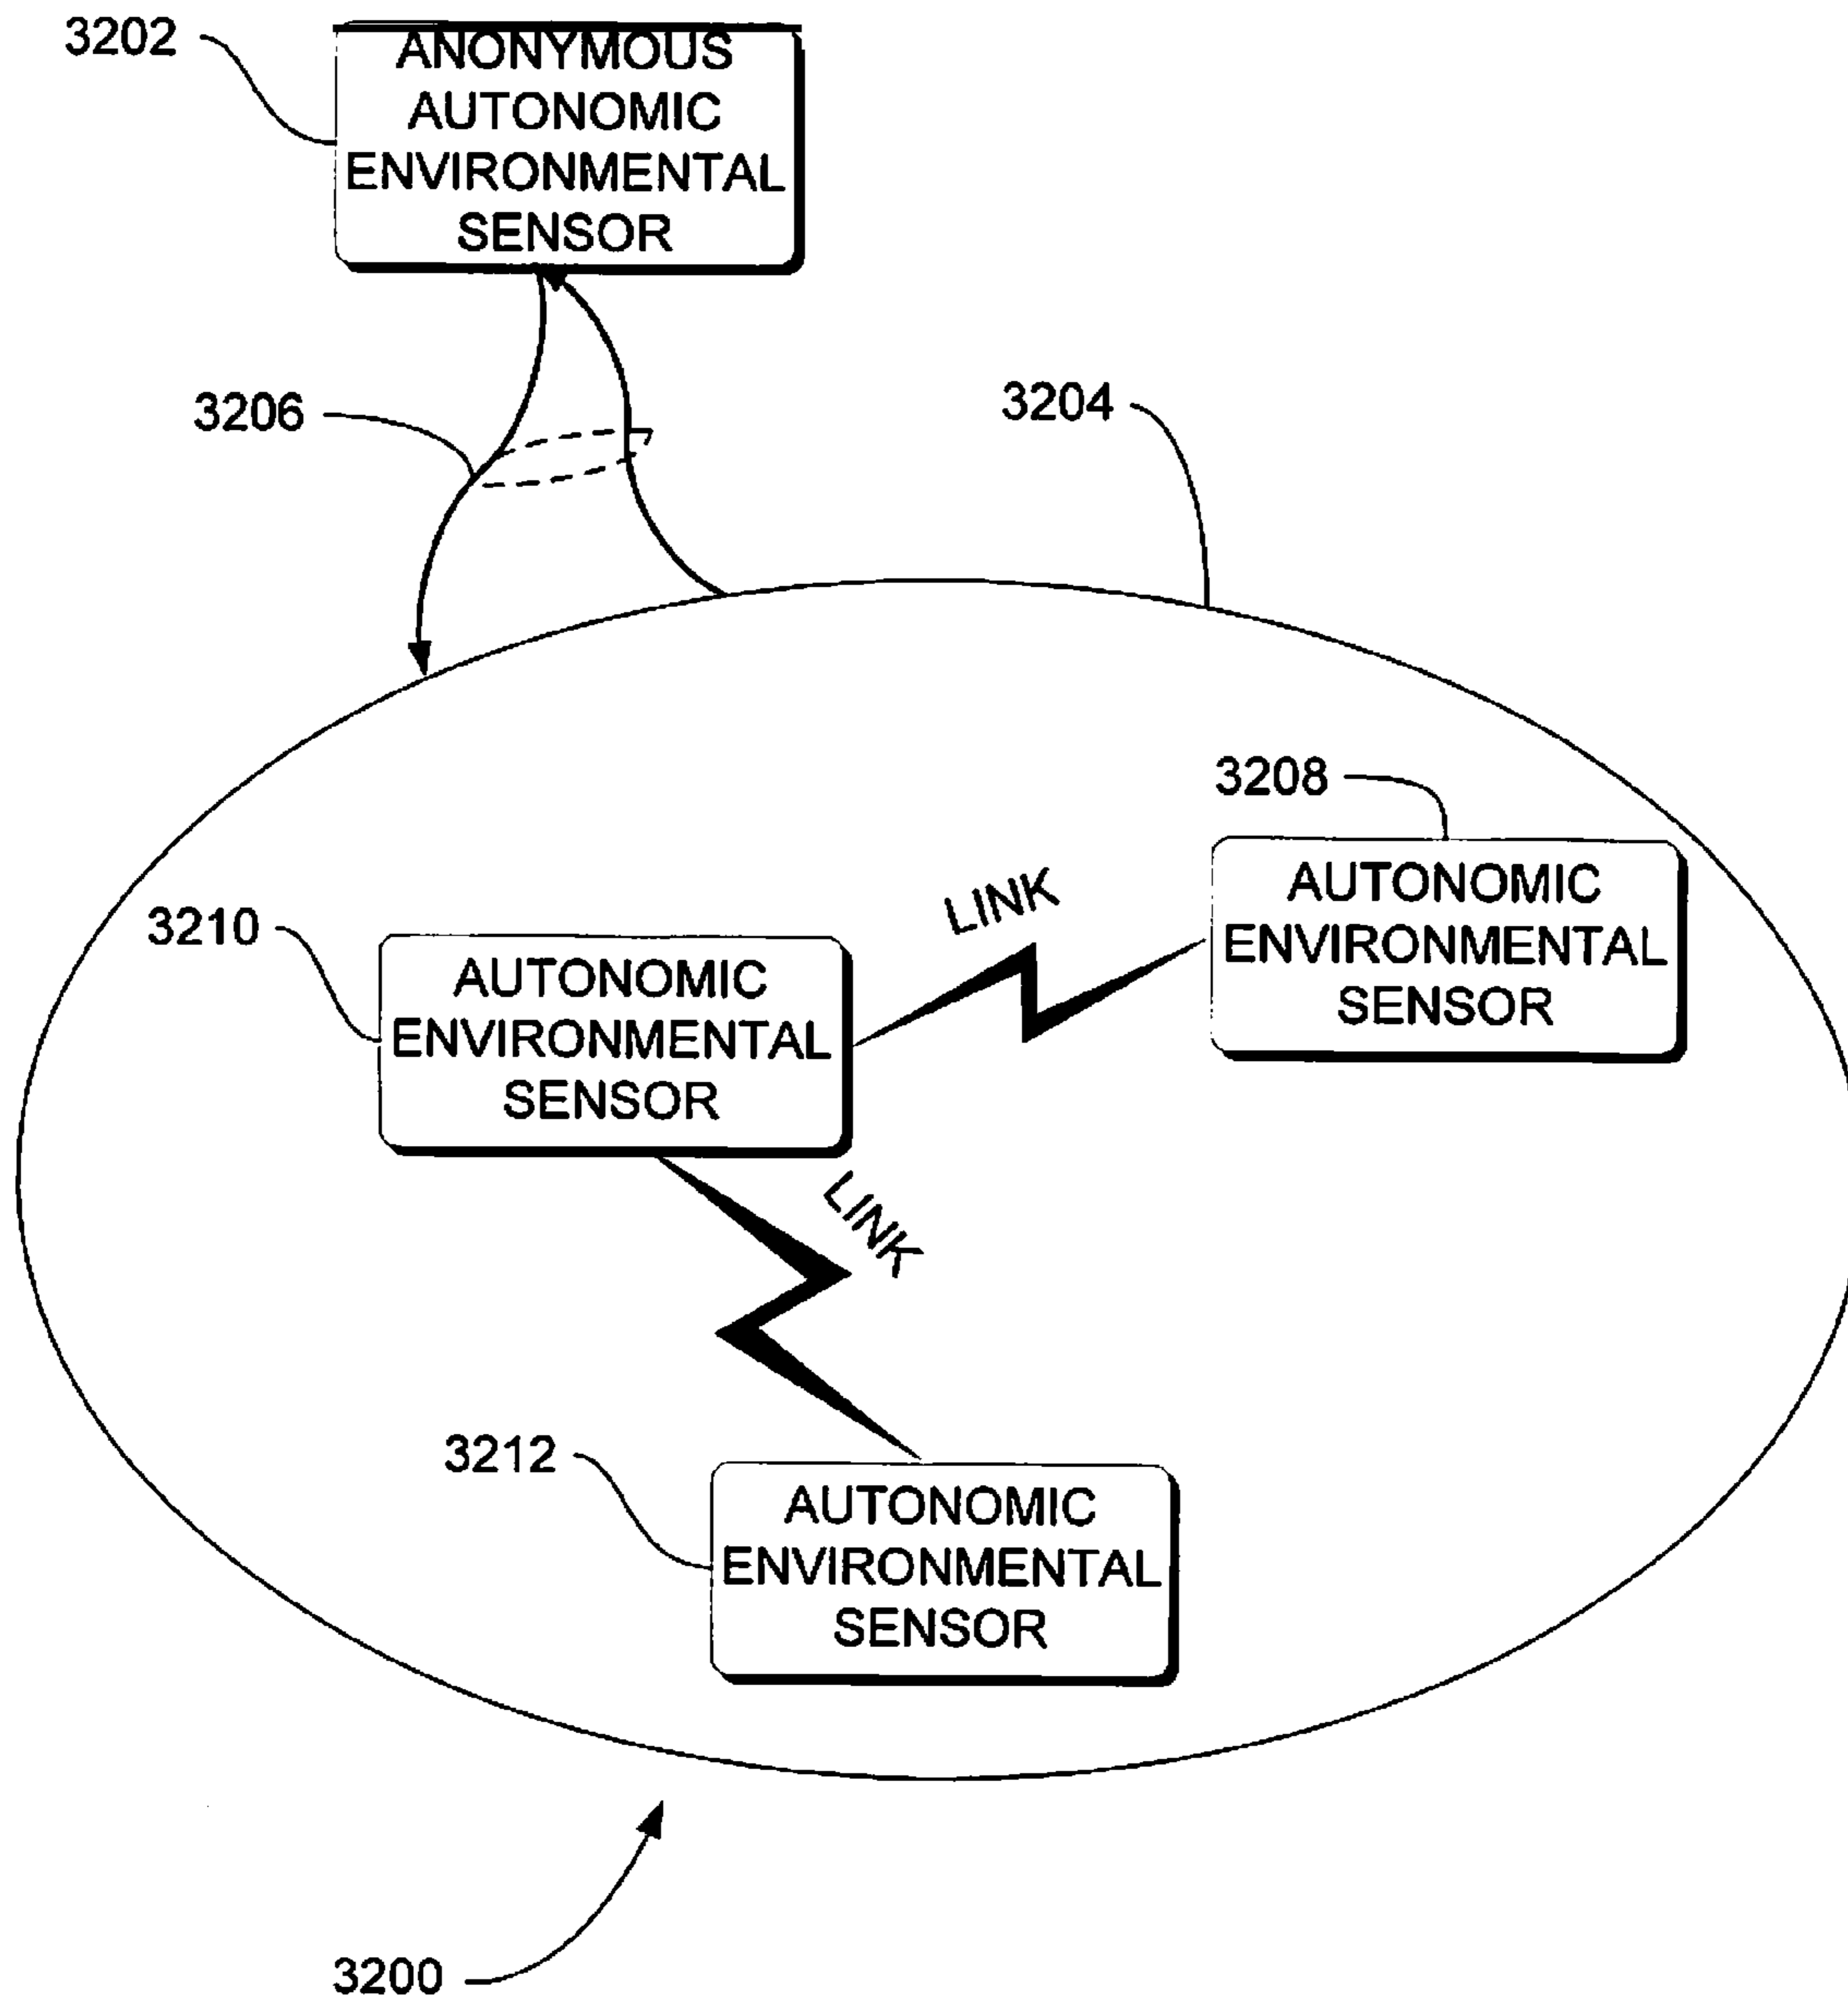 3202
ANONYMOUS
AUTONOMIC
ENVIRONMENTAL
SENSOR
3206
3204
3208
AUTONOMIC
ENVIRONMENTAL
SENSOR
LINK
3210
AUTONOMIC
ENVIRONMENTAL
SENSOR
LINK
3212
AUTONOMIC
ENVIRONMENTAL
SENSOR
3200